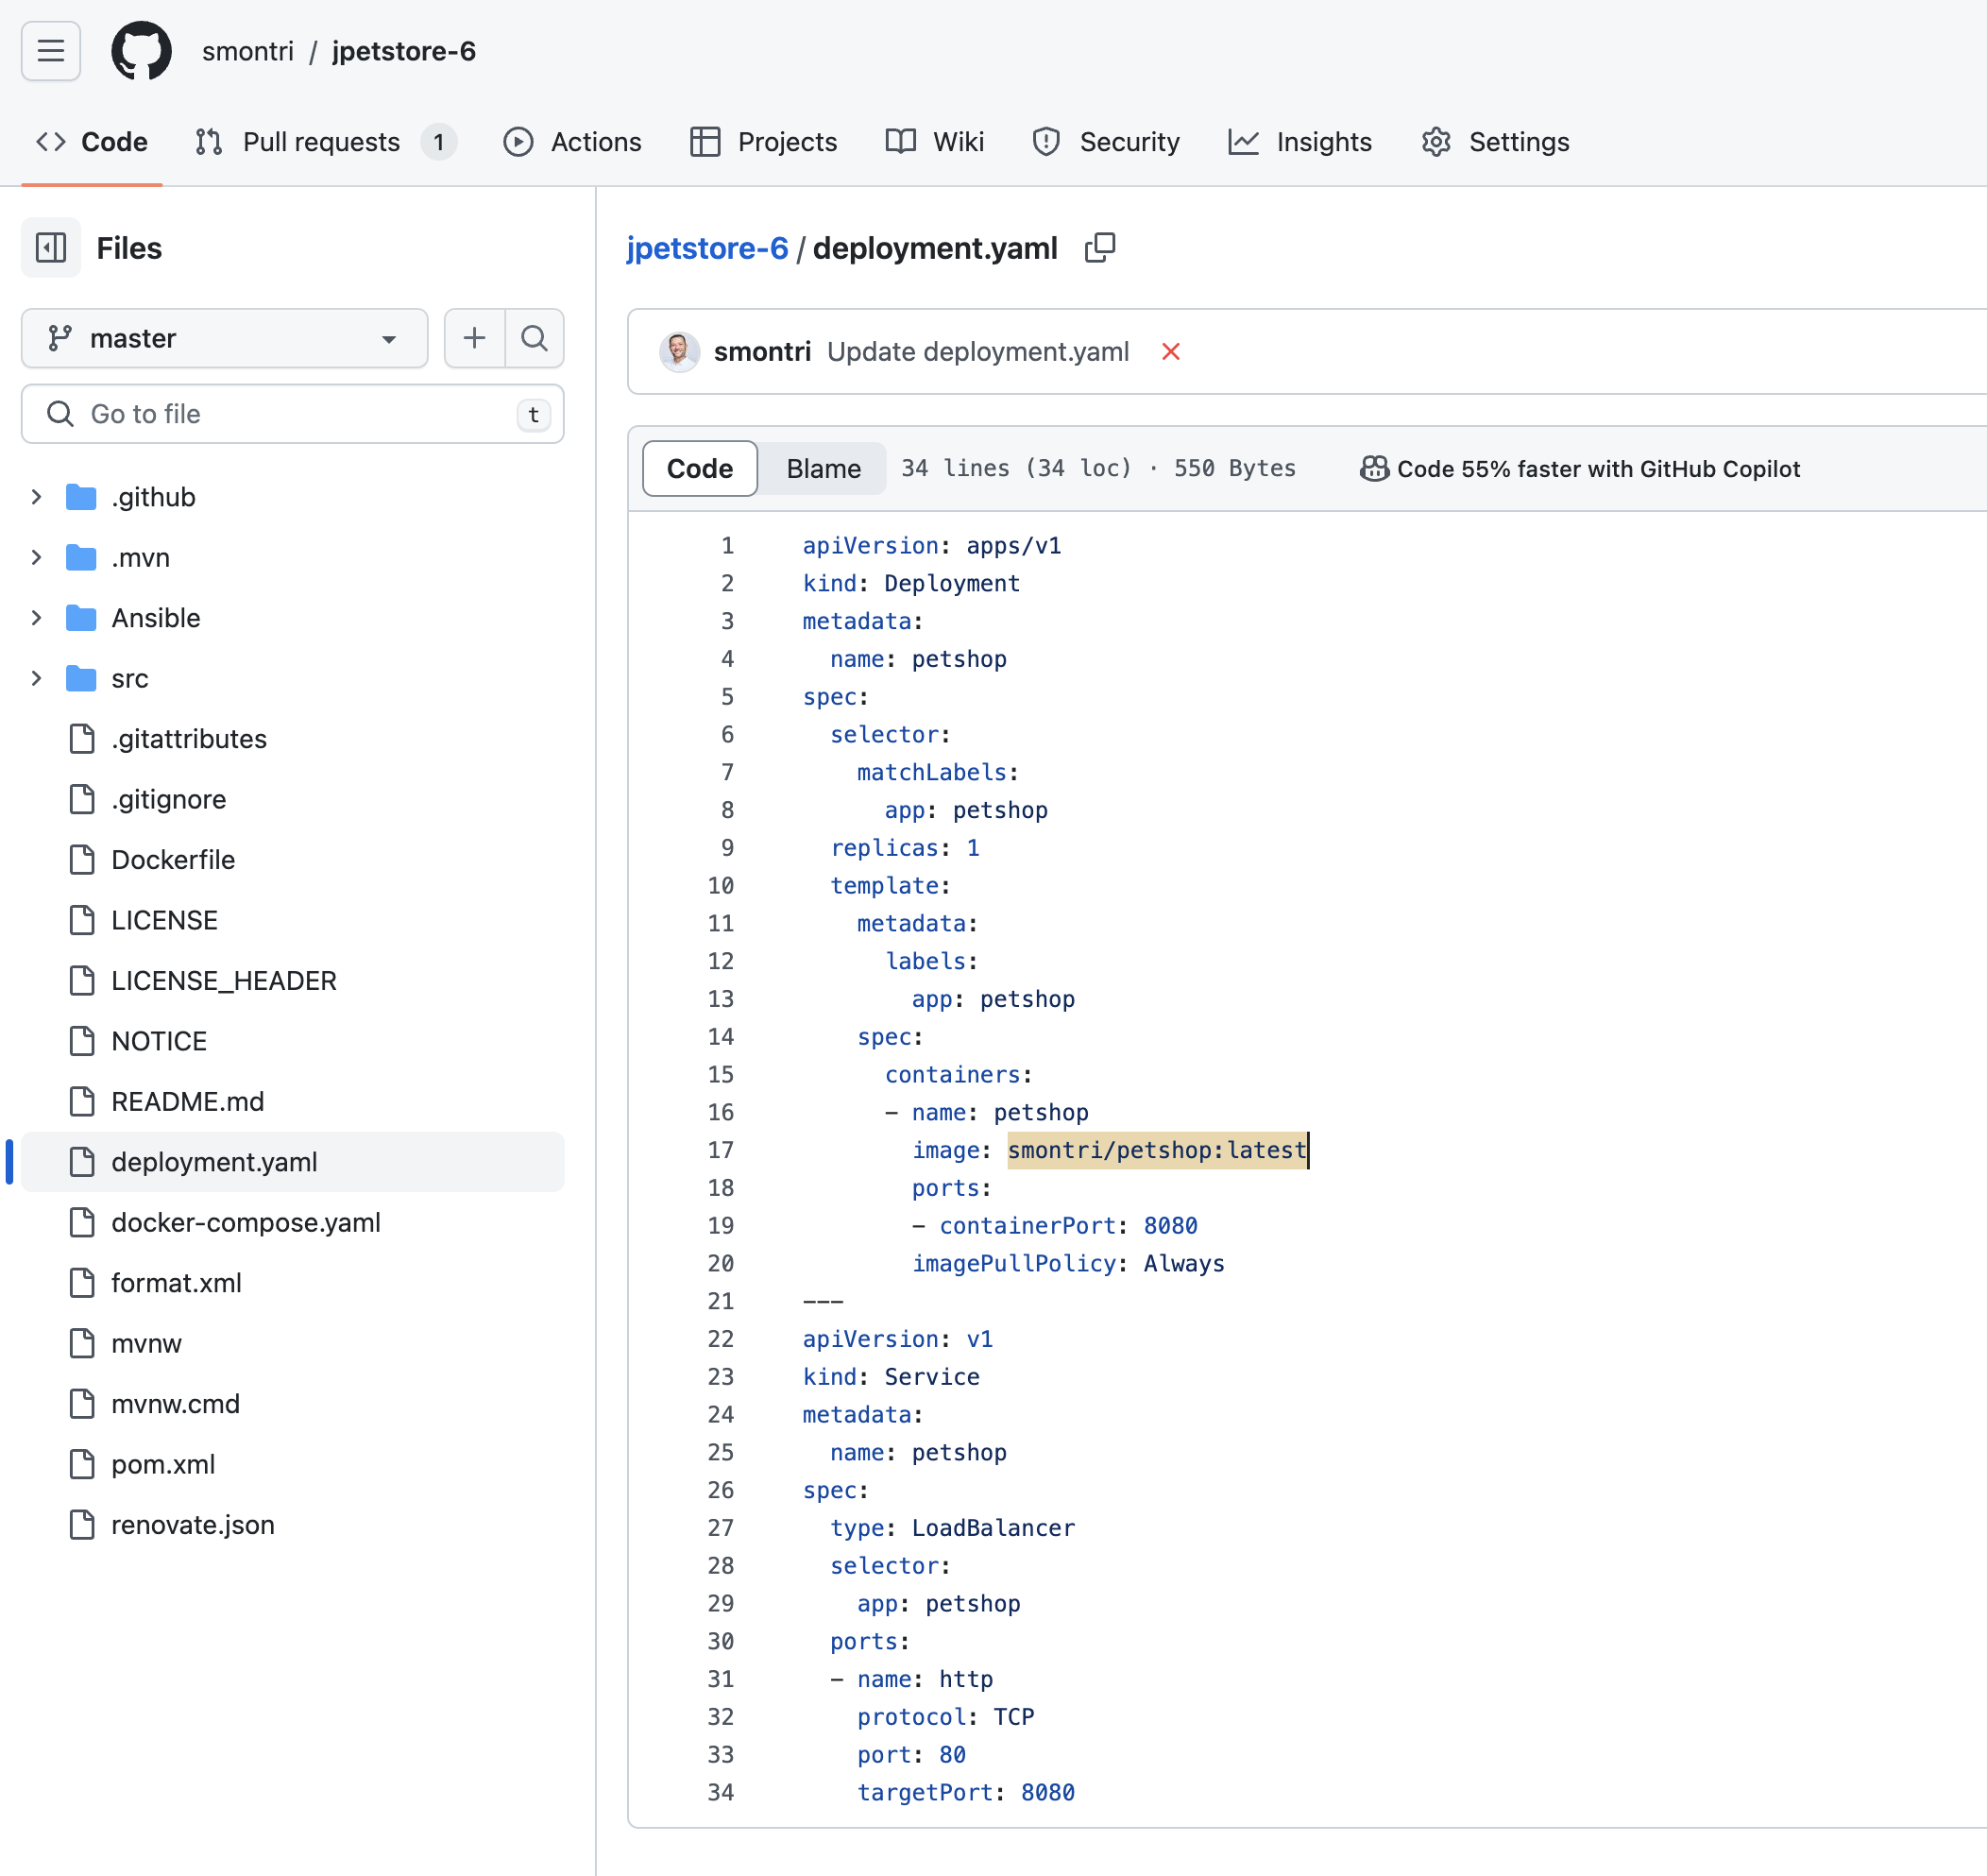 smontri / jpetstore-6
Code Pull requests 1 Actions Projects Wiki Security Insights Settings
Files
master
Go to file t
.github
.mvn
Ansible
src
.gitattributes
.gitignore
Dockerfile
LICENSE
LICENSE_HEADER
NOTICE
README.md
deployment.yaml
docker-compose.yaml
format.xml
mvnw
mvnw.cmd
pom.xml
renovate.json
jpetstore-6 / deployment.yaml
smontri Update deployment.yaml
Code Blame 34 lines (34 loc) · 550 Bytes Code 55% faster with GitHub Copilot
1 apiVersion: apps/v1
2 kind: Deployment
3 metadata:
4   name: petshop
5 spec:
6   selector:
7     matchLabels:
8       app: petshop
9   replicas: 1
10   template:
11     metadata:
12       labels:
13         app: petshop
14     spec:
15       containers:
16       - name: petshop
17         image: smontri/petshop:latest
18         ports:
19         - containerPort: 8080
20         imagePullPolicy: Always
21 ---
22 apiVersion: v1
23 kind: Service
24 metadata:
25   name: petshop
26 spec:
27   type: LoadBalancer
28   selector:
29     app: petshop
30   ports:
31   - name: http
32     protocol: TCP
33     port: 80
34     targetPort: 8080